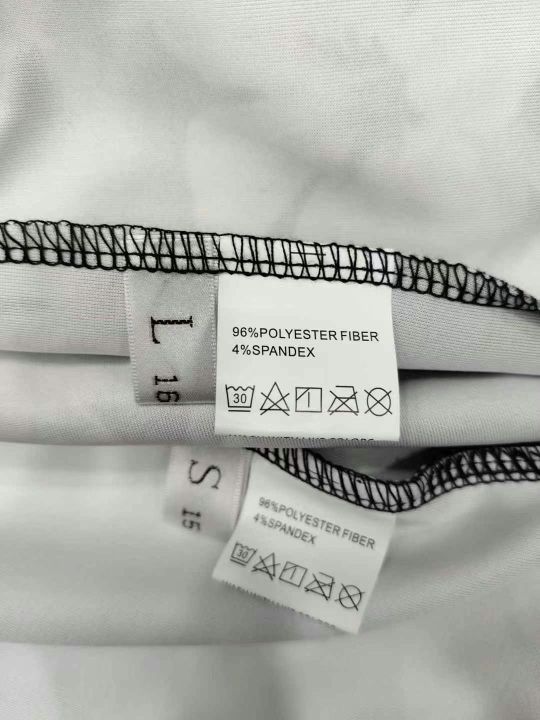 L
16
96%POLYESTER FIBER
4%SPANDEX
30
S
15
96%POLYESTER FIBER
4%SPANDEX
30